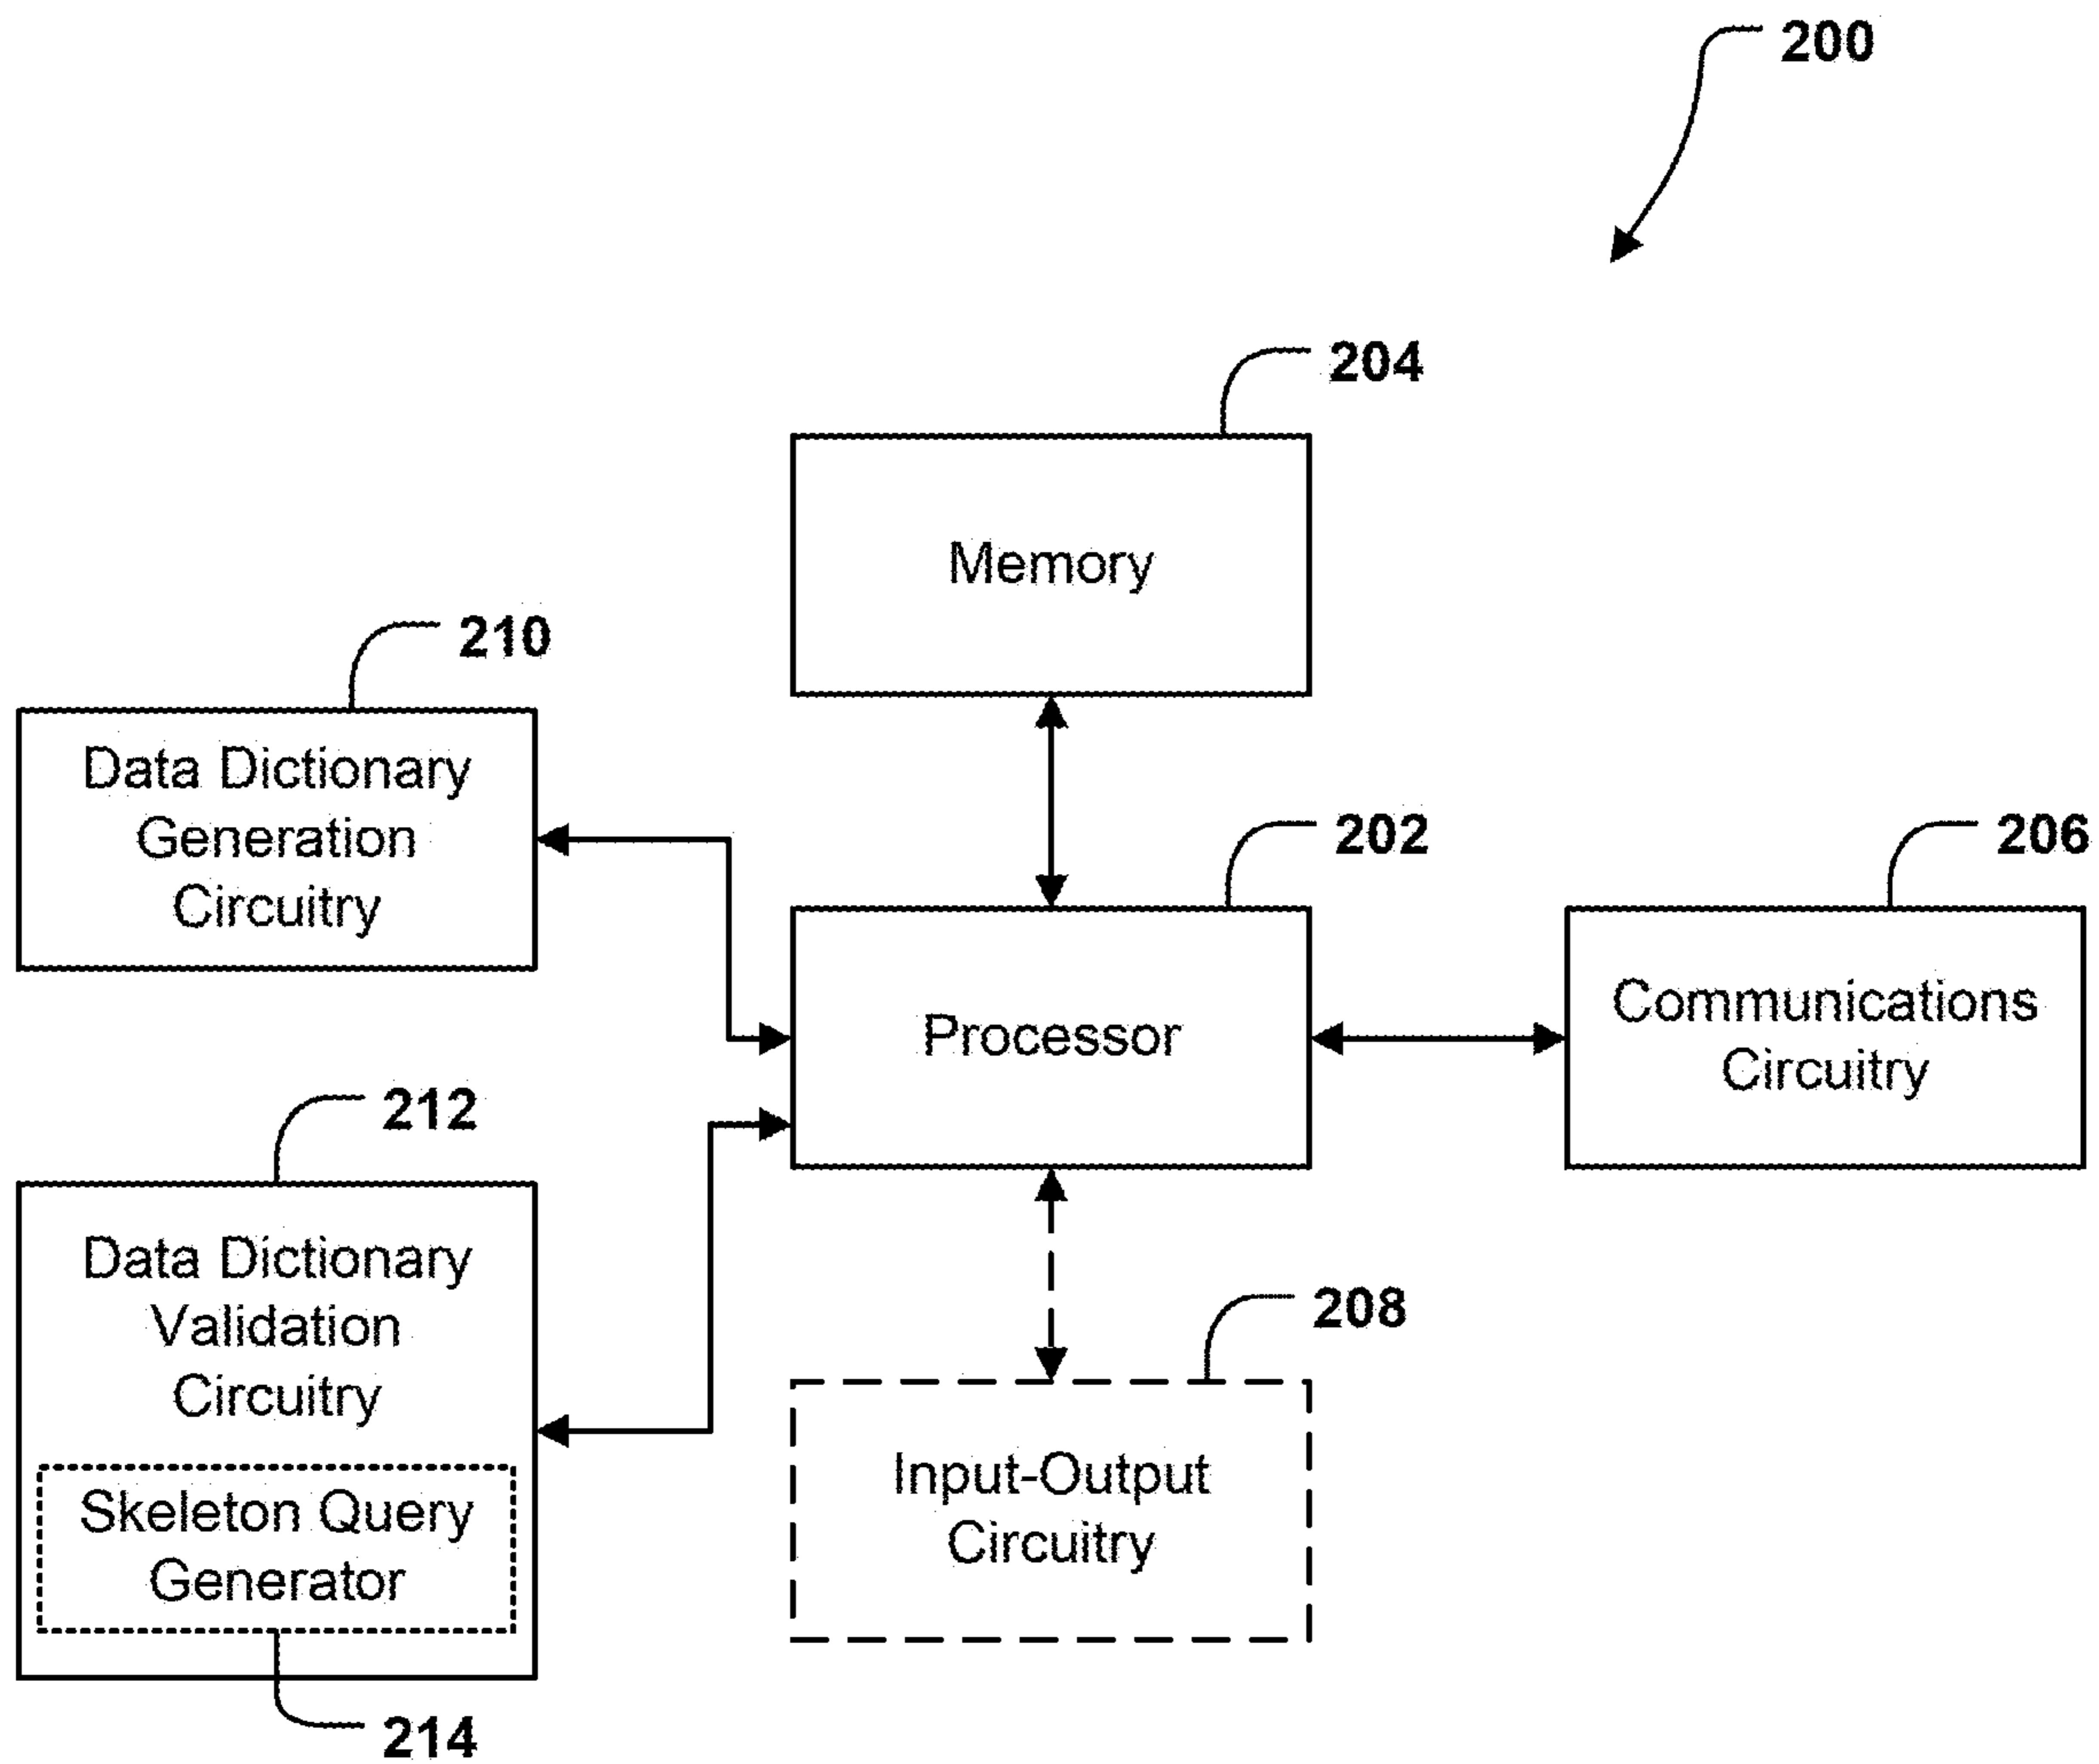 200
204
Memory
210
Data Dictionary
Generation
Circuitry
202
Processor
206
Communications
Circuitry
212
Data Dictionary
Validation
Circuitry
Skeleton Query
Generator
214
208
Input-Output
Circuitry